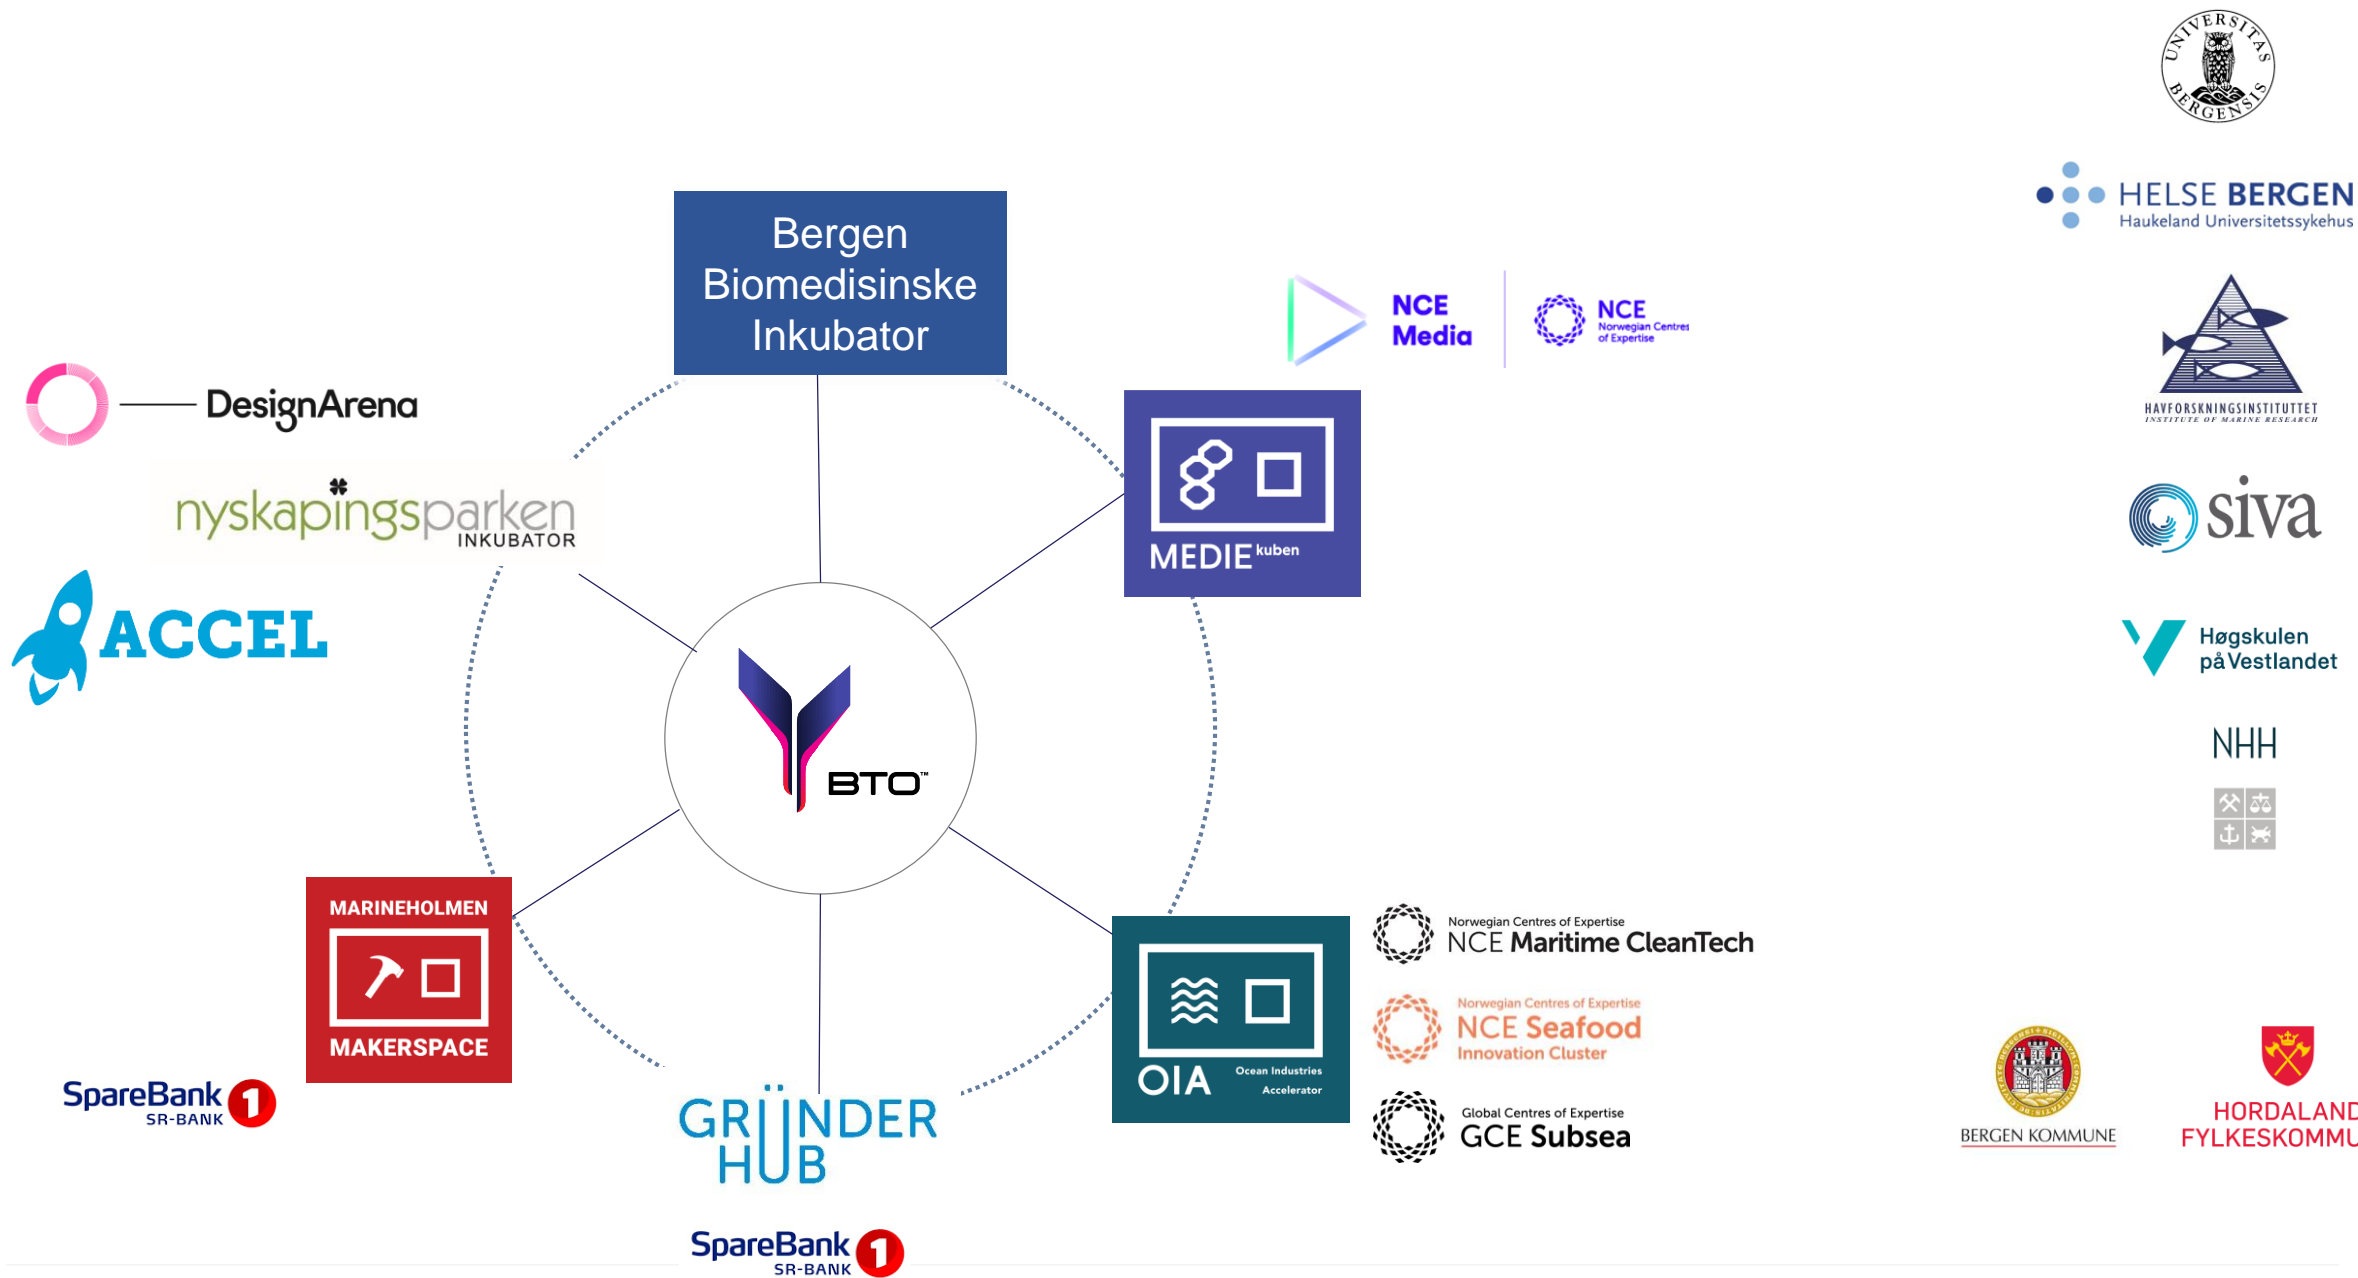 UNIVERSITAS
BERGENSIS
HELSE BERGEN
Haukeland Universitetssykehus
Bergen
Biomedisinske
Inkubator
NCE
Media
NCE
Norwegian Centres
of Expertise
HAVFORSKNINGSINSTITUTTET
INSTITUTE OF MARINE RESEARCH
DesignArena
nyskapingsparken
INKUBATOR
MEDIE kuben
siva
ACCEL
Høgskulen
på Vestlandet
BTO™
NHH
MARINEHOLMEN
MAKERSPACE
OIA
Ocean Industries
Accelerator
Norwegian Centres of Expertise
NCE Maritime CleanTech
Norwegian Centres of Expertise
NCE Seafood
Innovation Cluster
Global Centres of Expertise
GCE Subsea
BERGEN KOMMUNE
HORDALAND
FYLKESKOMMU
SpareBank 1
SR-BANK
GRÜNDER
HUB
SpareBank 1
SR-BANK